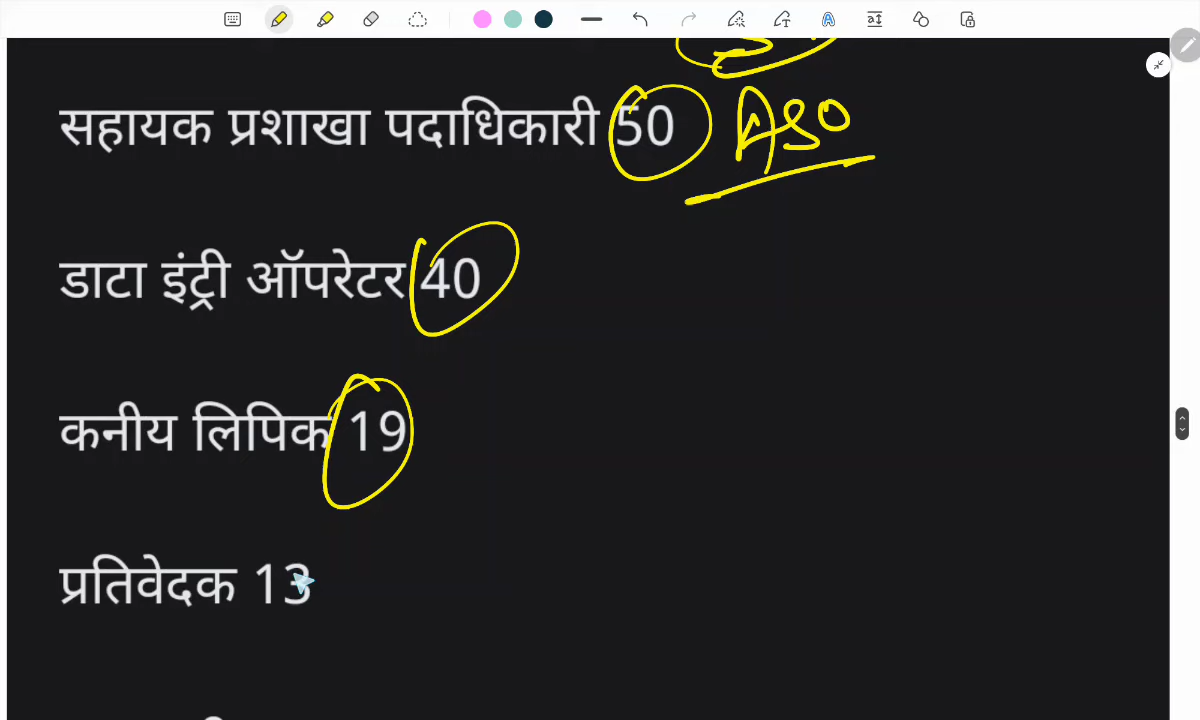 सहायक प्रशाखा पदाधिकारी 50 ASO
डाटा इंट्री ऑपरेटर 40
कनीय लिपिक 19
प्रतिवेदक 13